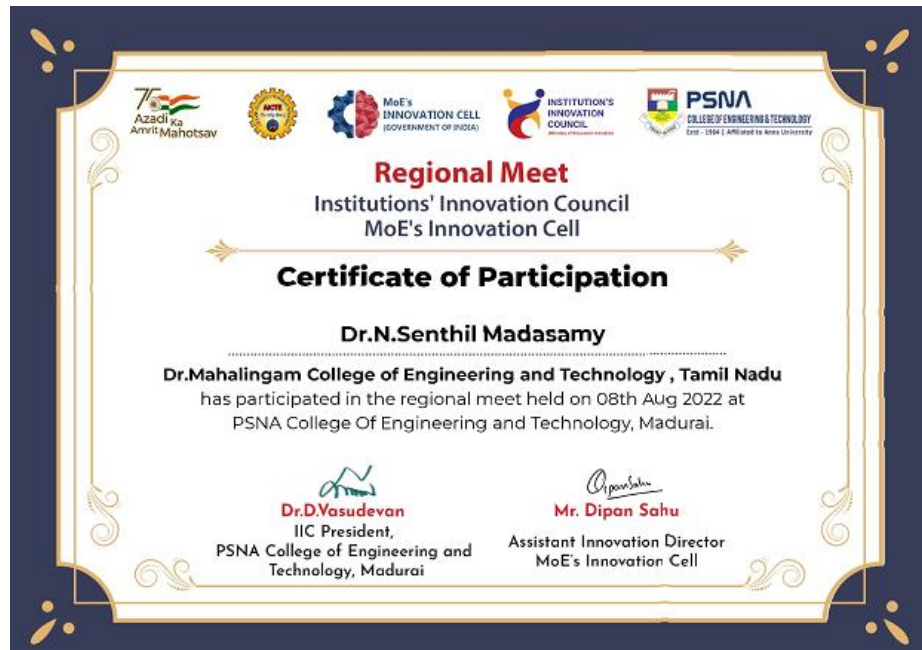 75
Azadi Ka
Amrit Mahotsav
AICTE
MoE's
INNOVATION CELL
(GOVERNMENT OF INDIA)
INSTITUTION'S
INNOVATION
COUNCIL
PSNA
COLLEGE OF ENGINEERING & TECHNOLOGY
Estd - 1984 | Affiliated to Anna University
Regional Meet
Institutions' Innovation Council
MoE's Innovation Cell
Certificate of Participation
Dr.N.Senthil Madasamy
Dr.Mahalingam College of Engineering and Technology , Tamil Nadu
has participated in the regional meet held on 08th Aug 2022 at
PSNA College Of Engineering and Technology, Madurai.
DipanSahu
Dr.D.Vasudevan
Mr. Dipan Sahu
IIC President,
PSNA College of Engineering and
Technology, Madurai
Assistant Innovation Director
MoE's Innovation Cell